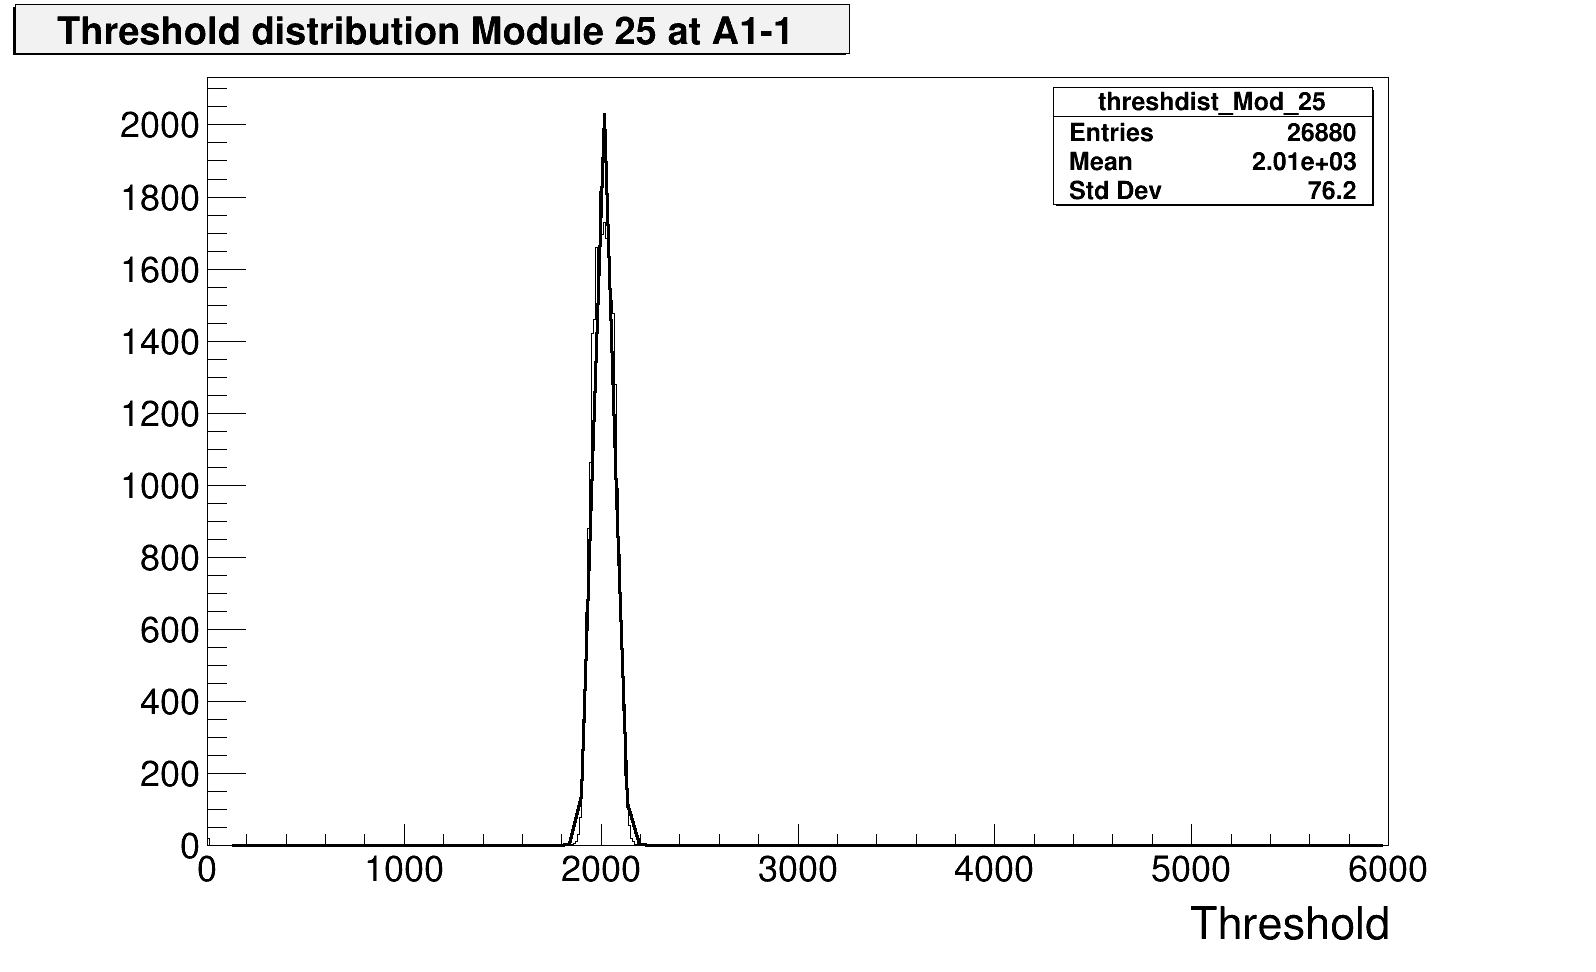 Threshold distribution Module 25 at A1-1
threshdist_Mod_25
Entries 26880
Mean 2.01e+03
Std Dev 76.2
2000
1800
1600
1400
1200
1000
800
600
400
200
0
0 1000 2000 3000 4000 5000 6000
Threshold